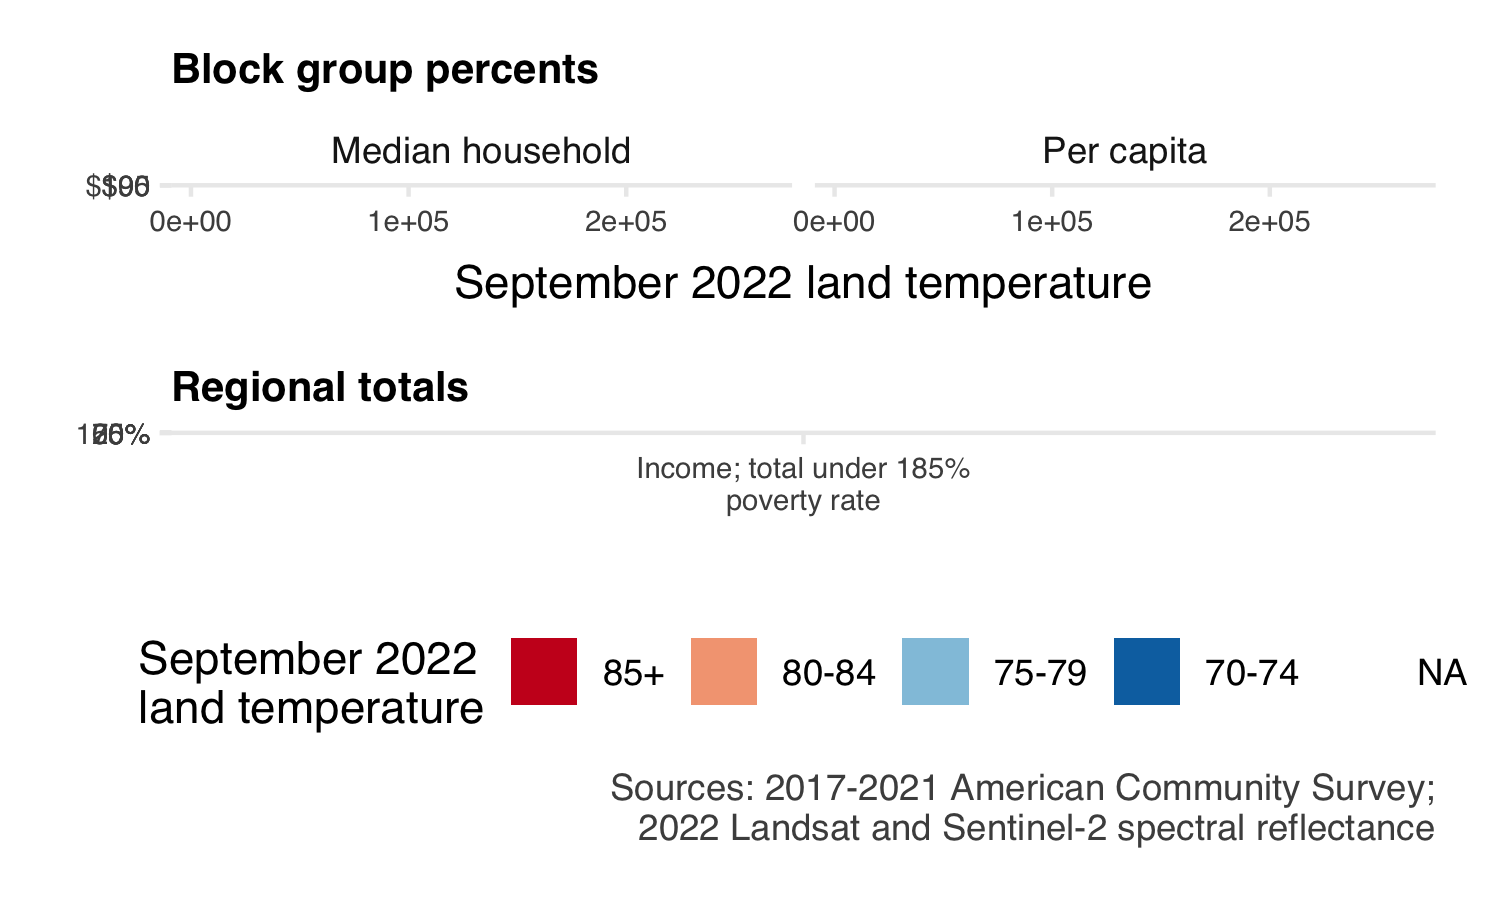 Block group percents
Median household Per capita
0e+00 1e+05 2e+05 0e+00 1e+05 2e+05
September 2022 land temperature
Regional totals
Income; total under 185%
poverty rate
September 2022
land temperature
85+ 80-84 75-79 70-74 NA
Sources: 2017-2021 American Community Survey;
2022 Landsat and Sentinel-2 spectral reflectance